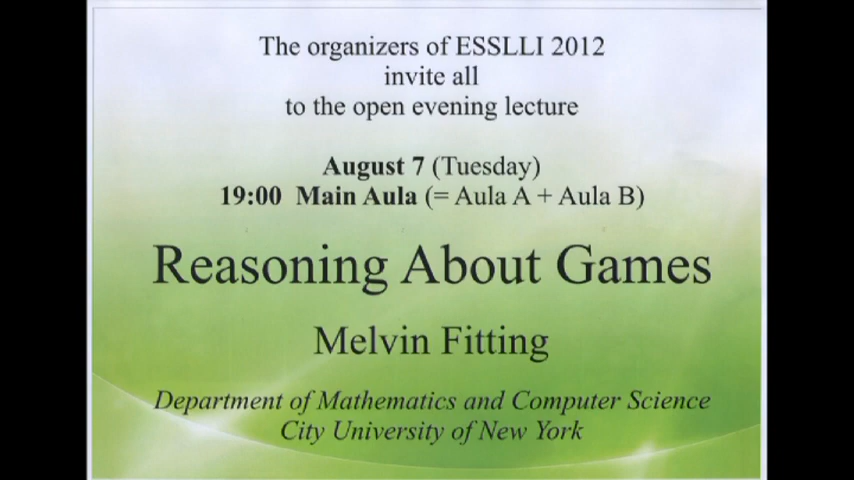 The organizers of ESSLLI 2012
invite all
to the open evening lecture
August 7 (Tuesday)
19:00 Main Aula (= Aula A + Aula B)
Reasoning About Games
Melvin Fitting
Department of Mathematics and Computer Science
City University of New York